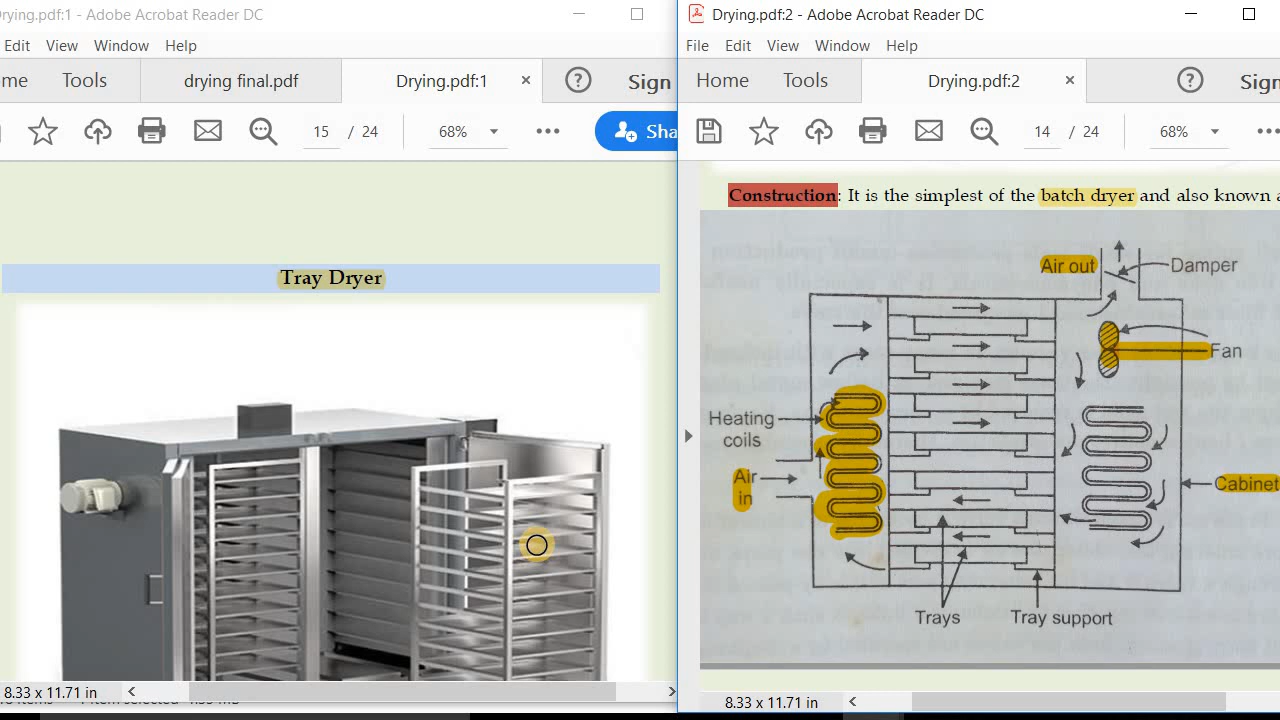 rying.pdf:1 - Adobe Acrobat Reader DC
Edit View Window Help
me Tools drying final.pdf Drying.pdf:1 × ? Sign
15 / 24 68% Sha
Tray Dryer
8.33 x 11.71 in
Drying.pdf:2 - Adobe Acrobat Reader DC
File Edit View Window Help
Home Tools Drying.pdf:2 × ? Sign
14 / 24 68%
Construction: It is the simplest of the batch dryer and also known a
Air out
Damper
Fan
Heating
coils
Air
in
Cabinet
Trays
Tray support
8.33 x 11.71 in